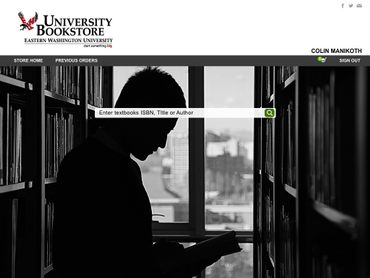 UNIVERSITY
BOOKSTORE
EASTERN WASHINGTON UNIVERSITY
start something big
COLIN MANIKOTH
STORE HOME PREVIOUS ORDERS SIGN OUT
Enter textbooks ISBN, Title or Author